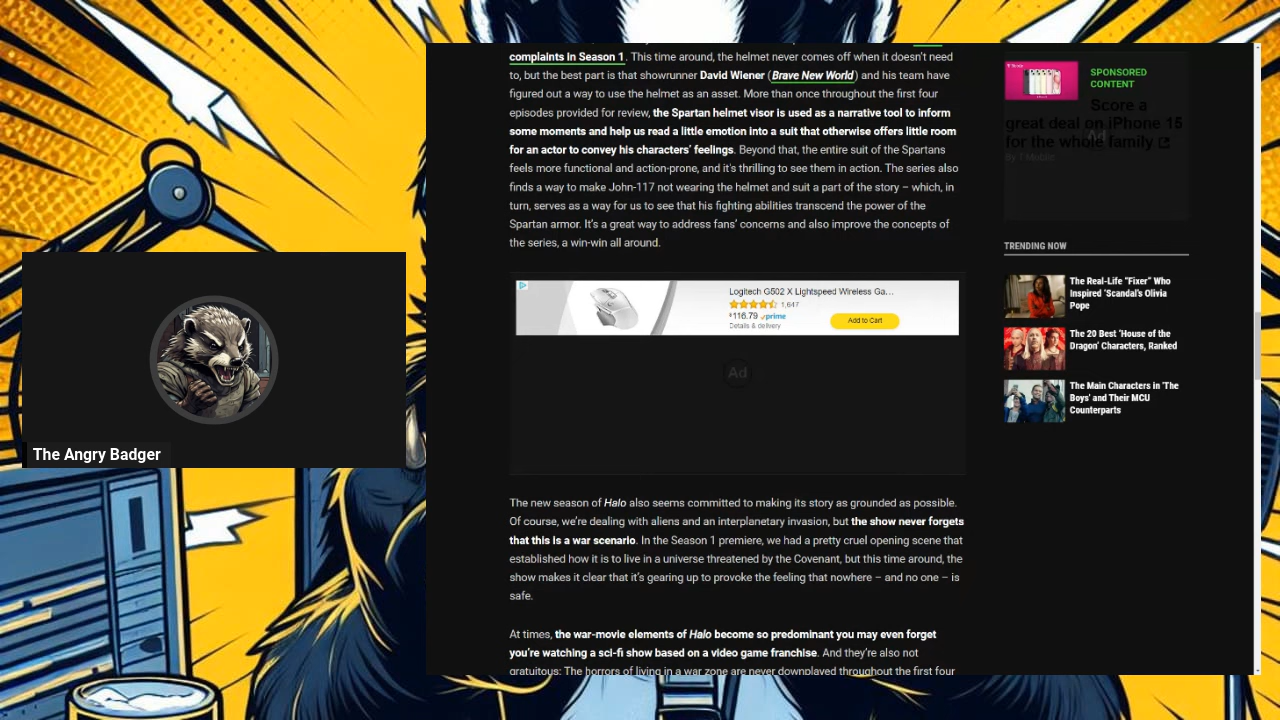 complaints in Season 1. This time around, the helmet never comes off when it doesn't need
to, but the best part is that showrunner David Wiener (Brave New World) and his team have
figured out a way to use the helmet as an asset. More than once throughout the first four
episodes provided for review, the Spartan helmet visor is used as a narrative tool to inform
some moments and help us read a little emotion into a suit that otherwise offers little room
for an actor to convey his characters' feelings. Beyond that, the entire suit of the Spartans
feels more functional and action-prone, and it's thrilling to see them in action. The series also
finds a way to make John-117 not wearing the helmet and suit a part of the story – which, in
turn, serves as a way for us to see that his fighting abilities transcend the power of the
Spartan armor. It's a great way to address fans' concerns and also improve the concepts of
the series, a win-win all around.
Logitech G502 X Lightspeed Wireless Ga...
1,647
$116.79 prime
Details & delivery
Add to Cart
Ad
The new season of Halo also seems committed to making its story as grounded as possible.
Of course, we're dealing with aliens and an interplanetary invasion, but the show never forgets
that this is a war scenario. In the Season 1 premiere, we had a pretty cruel opening scene that
established how it is to live in a universe threatened by the Covenant, but this time around, the
show makes it clear that it's gearing up to provoke the feeling that nowhere – and no one – is
safe.
At times, the war-movie elements of Halo become so predominant you may even forget
you're watching a sci-fi show based on a video game franchise. And they're also not
gratuitous: The horrors of living in a war zone are never downplayed throughout the first four
SPONSORED
CONTENT
Score a
great deal on iPhone 15
for the whole family
By T-Mobile
Ad
TRENDING NOW
The Real-Life “Fixer” Who
Inspired 'Scandal's Olivia
Pope
The 20 Best 'House of the
Dragon' Characters, Ranked
The Main Characters in 'The
Boys' and Their MCU
Counterparts
The Angry Badger